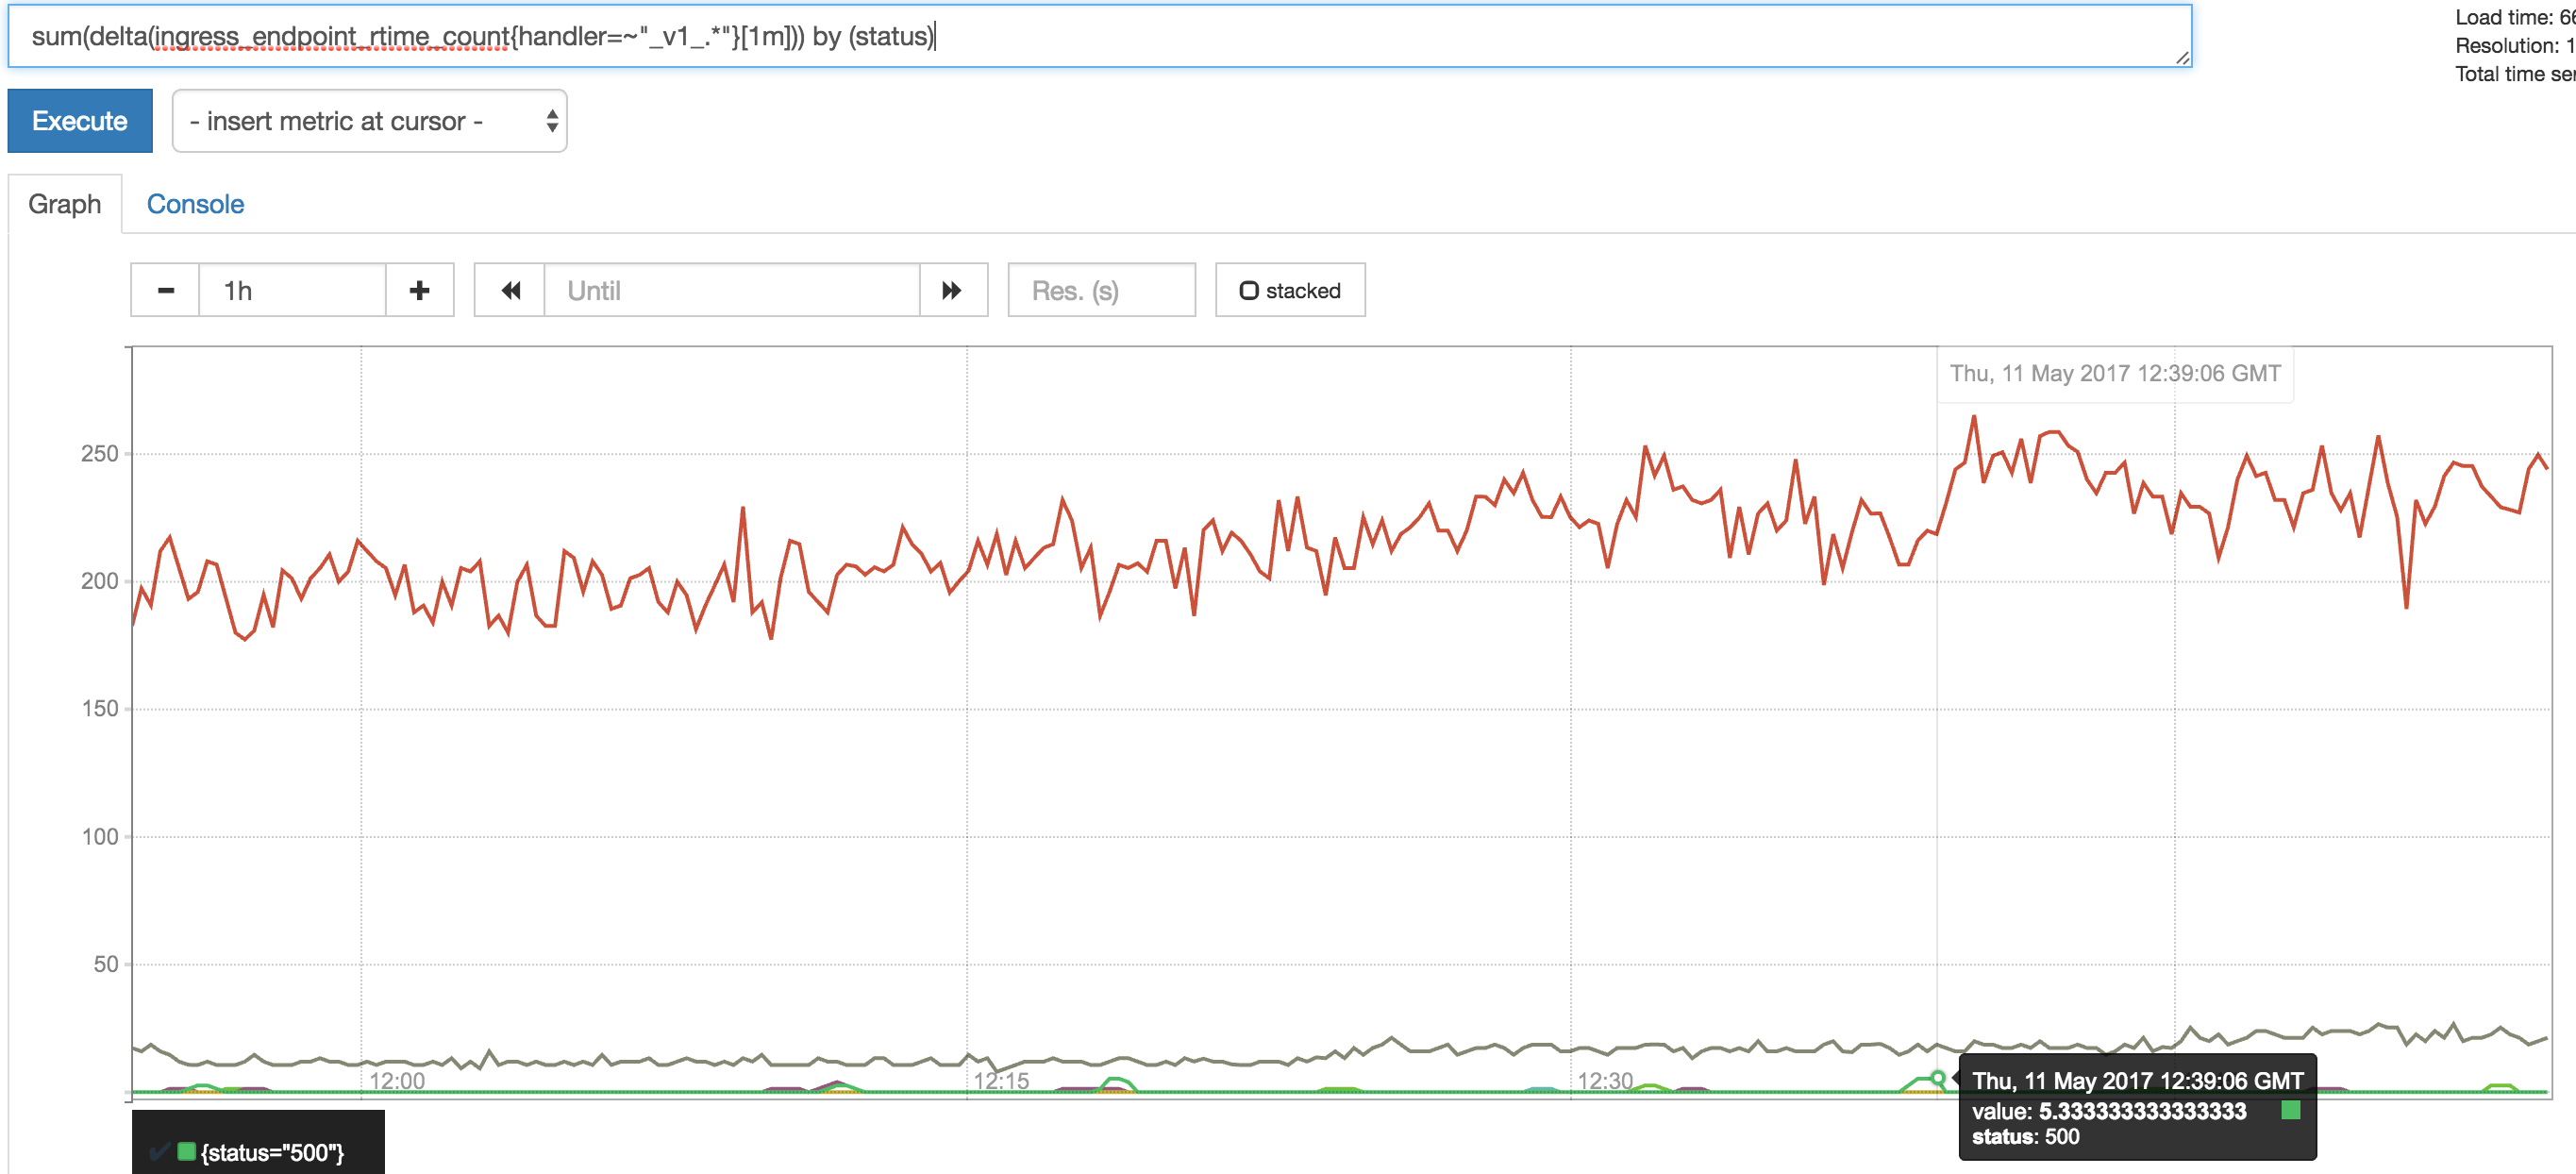 sum(delta(ingress_endpoint_rtime_count{handler=~"_v1_.*"}[1m])) by (status)
Load time: 66
Resolution: 1
Total time
Execute
- insert metric at cursor -
Graph
Console
1h
Until
Res. (s)
stacked
Thu, 11 May 2017 12:39:06 GMT
250
200
150
100
50
12:00
12:15
12:30
Thu, 11 May 2017 12:39:06 GMT
value: 5.333333333333333
status: 500
{status="500"}